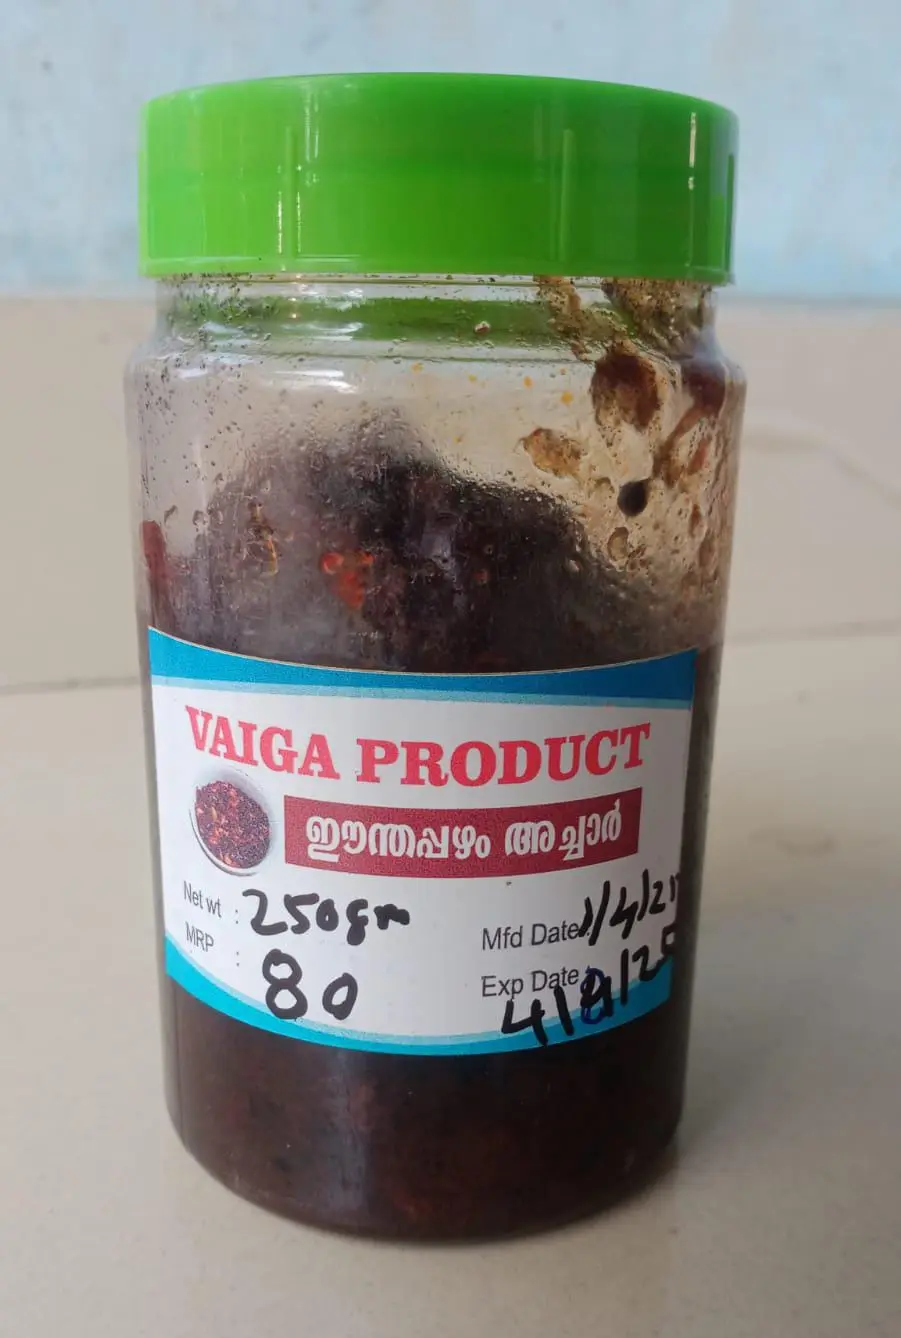 VAIGA PRODUCT
ഈന്തപ്പഴം അച്ചാർ
Net wt : 250gm
MRP : 80
Mfd Date
Exp Date